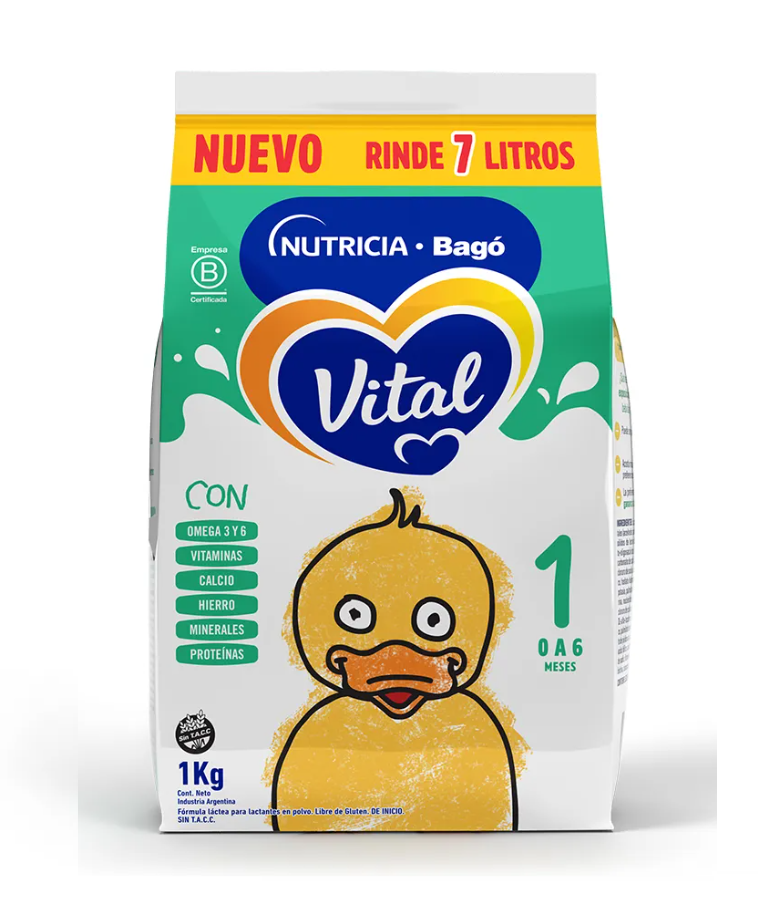 NUEVO RINDE 7 LITROS
NUTRICIA • Bagó
Empresa
B
Certificada
Vital
CON
OMEGA 3 Y 6
VITAMINAS
CALCIO
HIERRO
MINERALES
PROTEÍNAS
1
0 A 6
MESES
Sin T.A.C.C
1Kg
Cont. Neto
Industria Argentina
Fórmula láctea para lactantes en polvo. Libre de Gluten. DE INICIO.
SIN T.A.C.C.